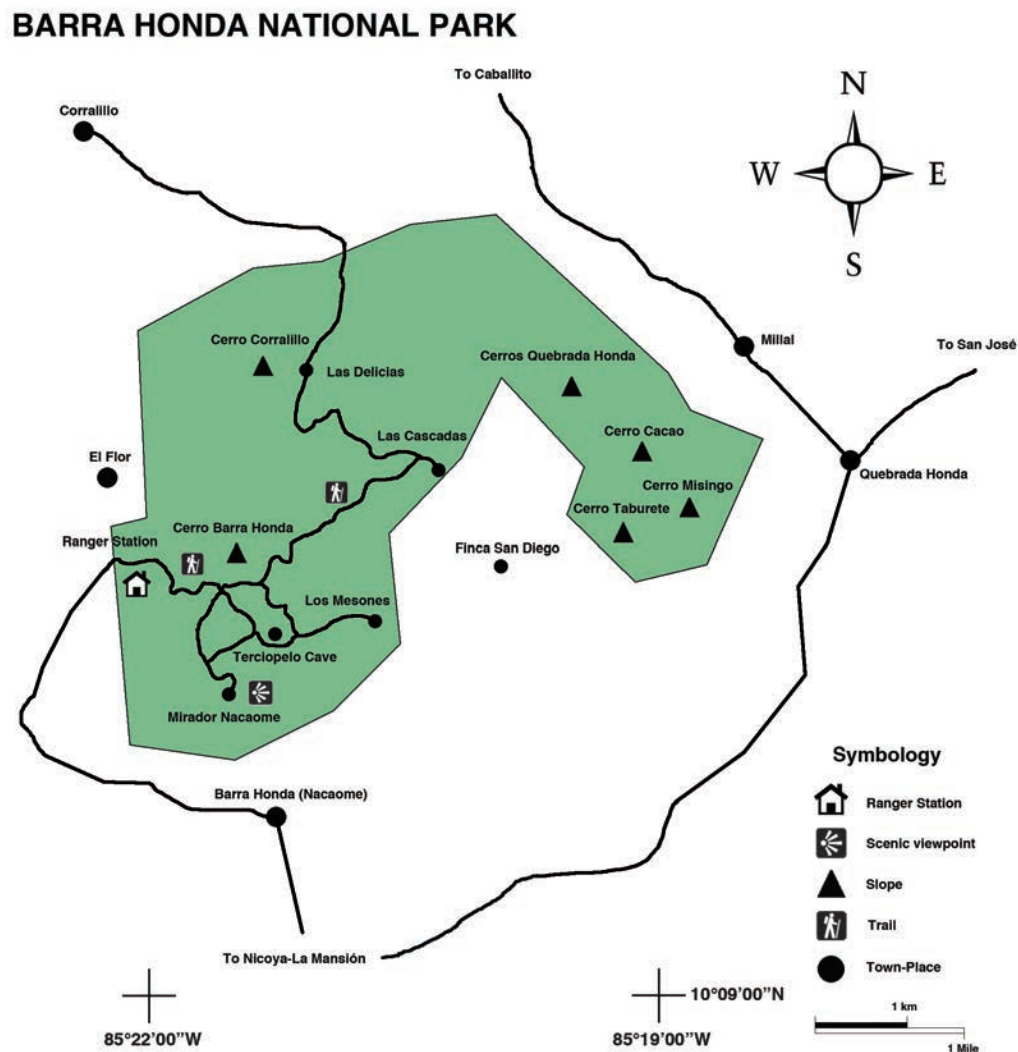 BARRA HONDA NATIONAL PARK
To Caballito
Corralillo
N
W
E
S
Millal
To San José
Cerro Corralillo
Cerros Quebrada Honda
Las Delicias
Cerro Cacao
Las Cascadas
El Flor
Quebrada Honda
Cerro Misingo
Cerro Taburete
Cerro Barra Honda
Ranger Station
Finca San Diego
Los Mesones
Terciopelo Cave
Mirador Nacaome
Barra Honda (Nacaome)
To Nicoya-La Mansión
Symbology
Ranger Station
Scenic viewpoint
Slope
Trail
Town-Place
10°09'00"N
85°22'00"W
85°19'00"W
1 km
1 Mile